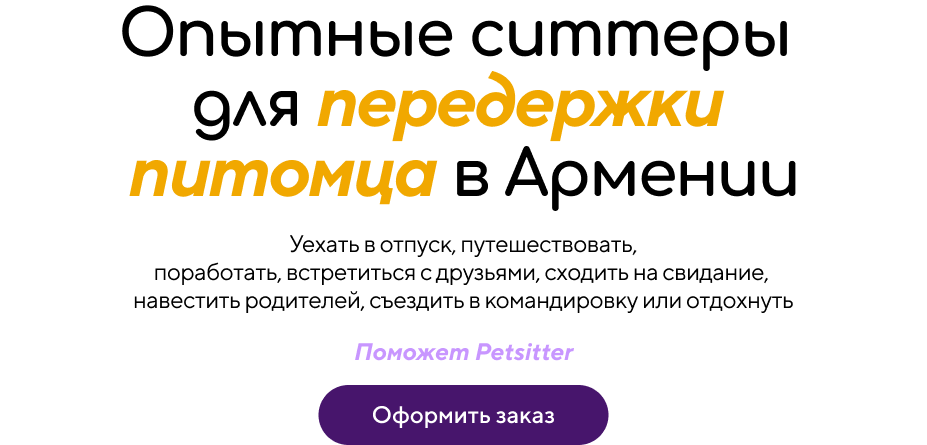 Опытные ситтеры
для передержки
питомца в Армении
Уехать в отпуск, путешествовать,
поработать, встретиться с друзьями, сходить на свидание,
навестить родителей, съездить в командировку или отдохнуть
Поможет Petsitter
Оформить заказ